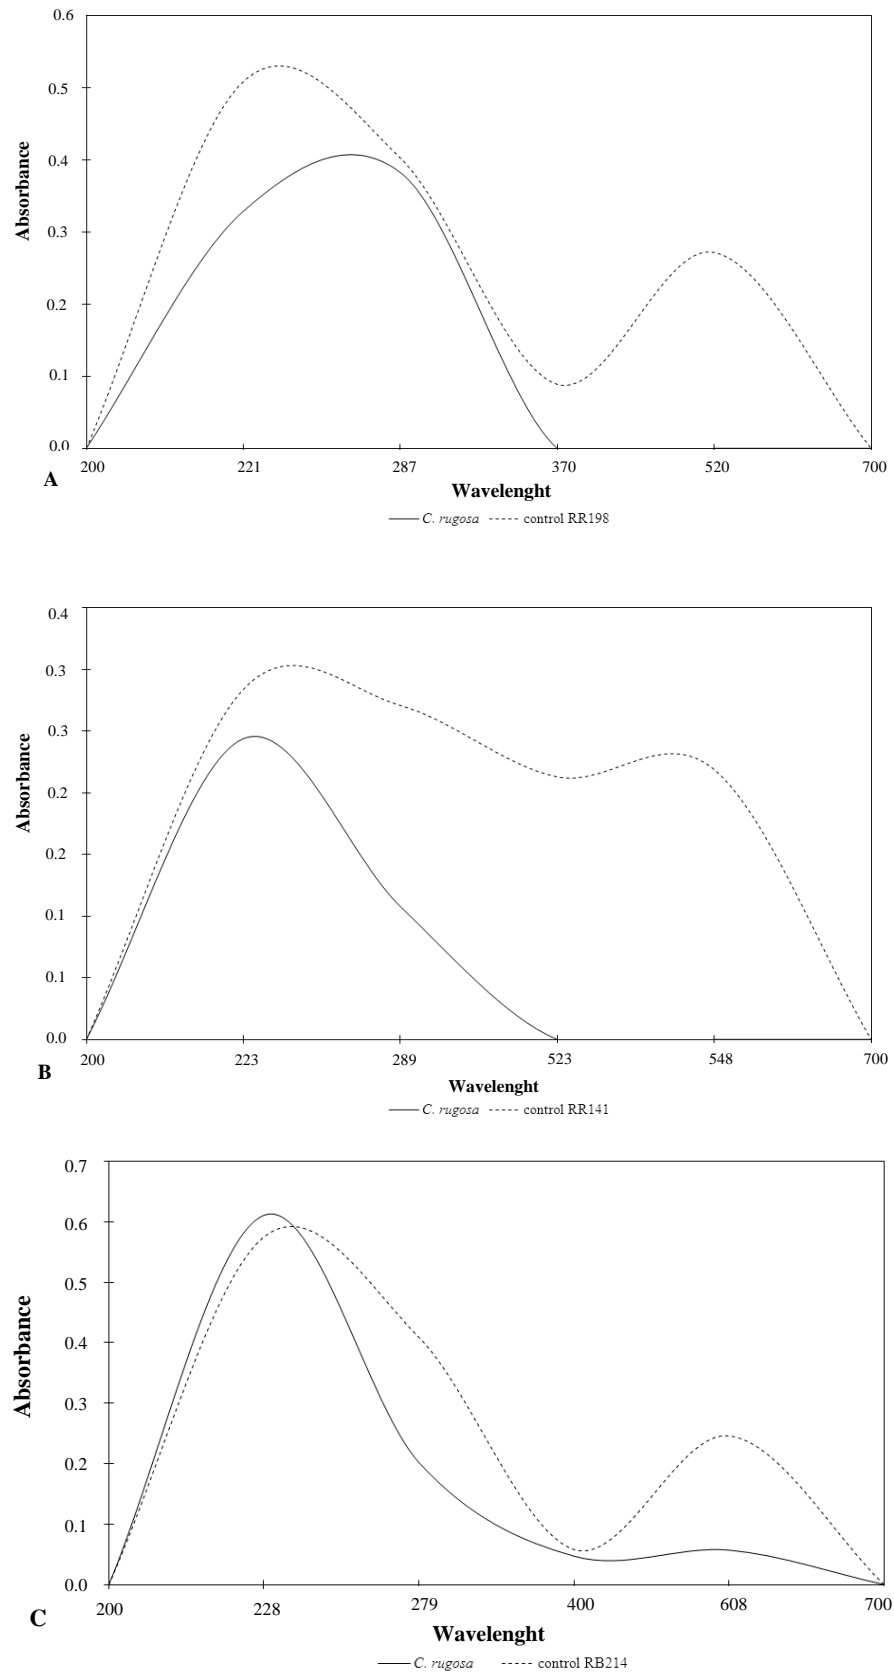 0.6
0.5
0.4
0.3
0.2
0.1
0.0
Absorbance
200 221 287 370 520 700
A
Wavelenght
C. rugosa control RR198
0.4
0.3
0.3
0.2
0.2
0.1
0.1
0.0
Absorbance
200 223 289 523 548 700
B
Wavelenght
C. rugosa control RR141
0.7
0.6
0.5
0.4
0.3
0.2
0.1
0.0
Absorbance
200 228 279 400 608 700
C
Wavelenght
C. rugosa control RB214